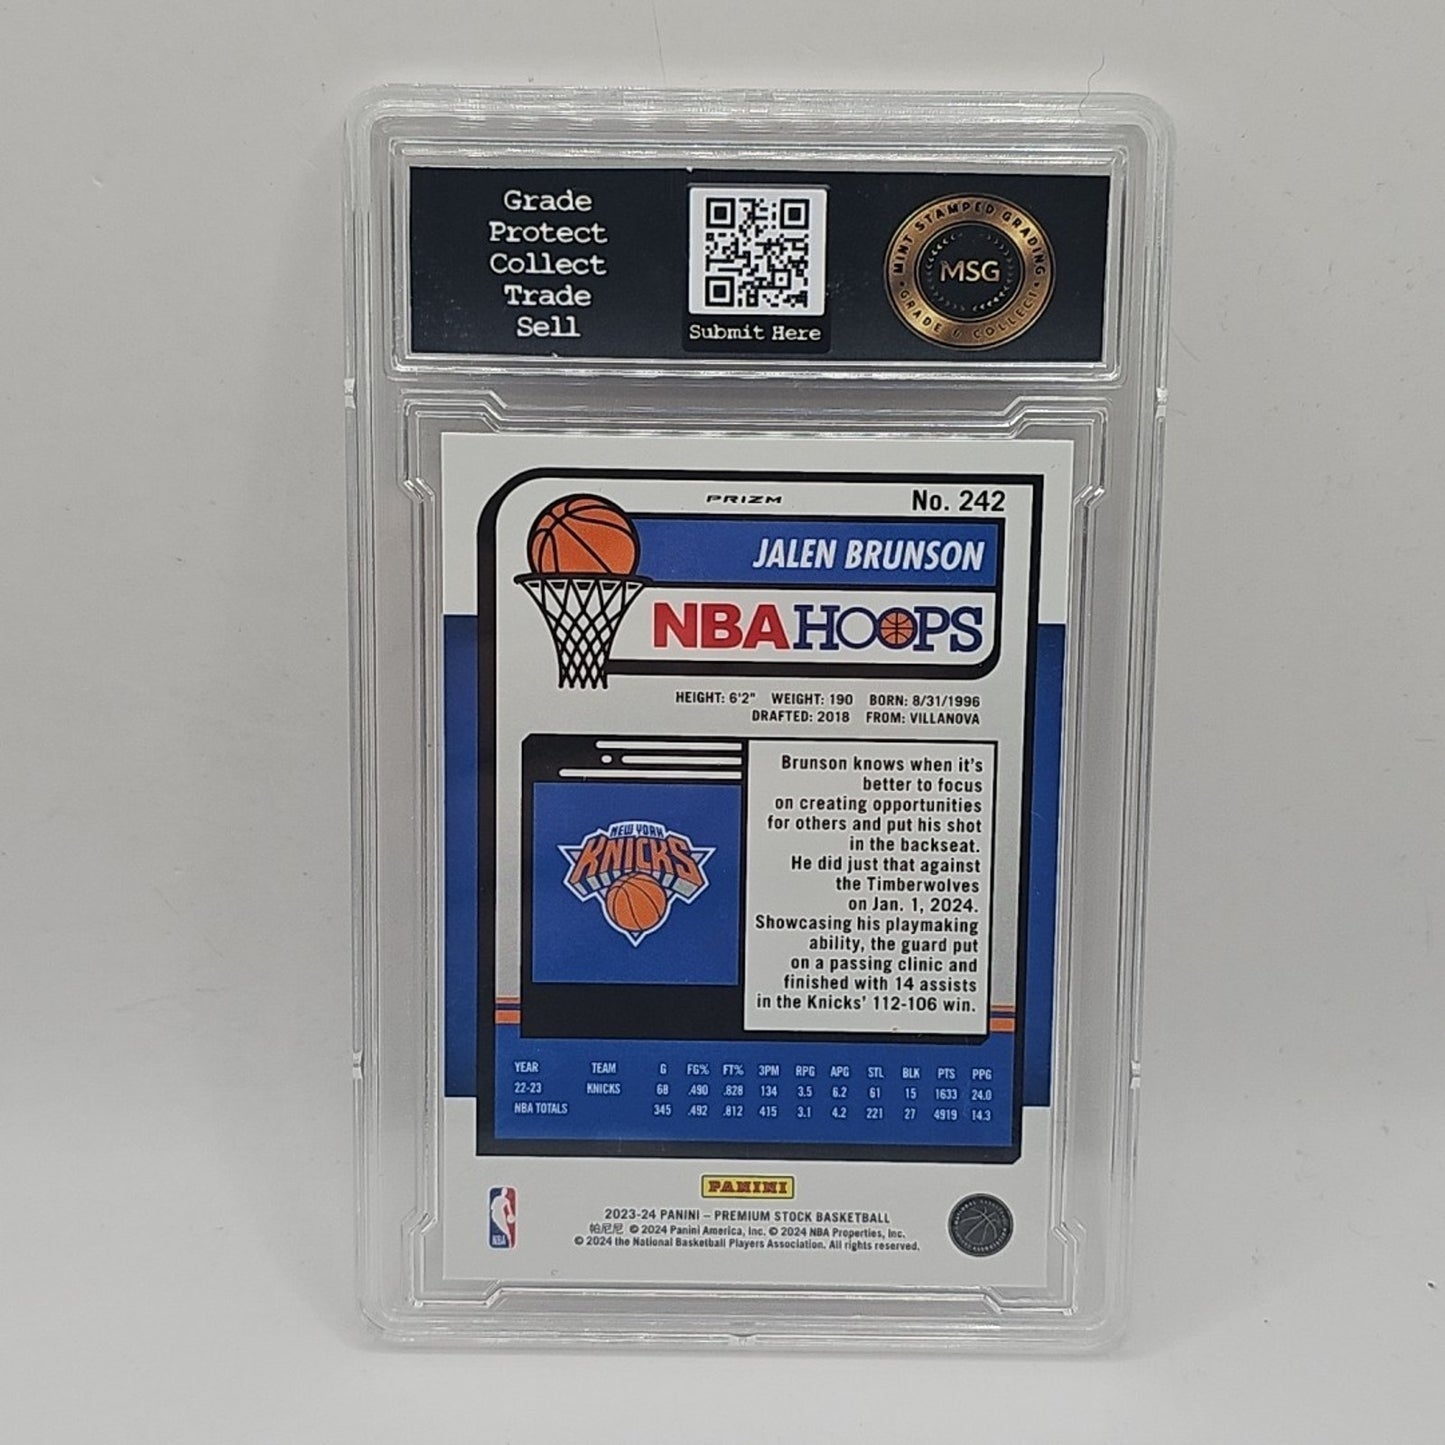 Grade
Protect
Collect
Trade
Sell
Submit Here
MINT STAMPED GRADING
MSG
GRADE & COLLECT
PRIZM
No. 242
JALEN BRUNSON
NBA HOOPS
HEIGHT: 6'2" WEIGHT: 190 BORN: 8/31/1996
DRAFTED: 2018 FROM: VILLANOVA
NEW YORK
KNICKS
Brunson knows when it's
better to focus
on creating opportunities
for others and put his shot
in the backseat.
He did just that against
the Timberwolves
on Jan. 1, 2024.
Showcasing his playmaking
ability, the guard put
on a passing clinic and
finished with 14 assists
in the Knicks' 112-106 win.
YEAR TEAM G FG% FT% 3PM RPG APG STL BLK PTS PPG
22-23 KNICKS 68 .490 .828 134 3.5 6.2 61 15 1633 24.0
NBA TOTALS 345 .492 .812 415 3.1 4.2 221 27 4919 14.3
PANINI
NBA
2023-24 PANINI – PREMIUM STOCK BASKETBALL
帕尼尼 © 2024 Panini America, Inc. © 2024 NBA Properties, Inc.
© 2024 the National Basketball Players Association. All rights reserved.